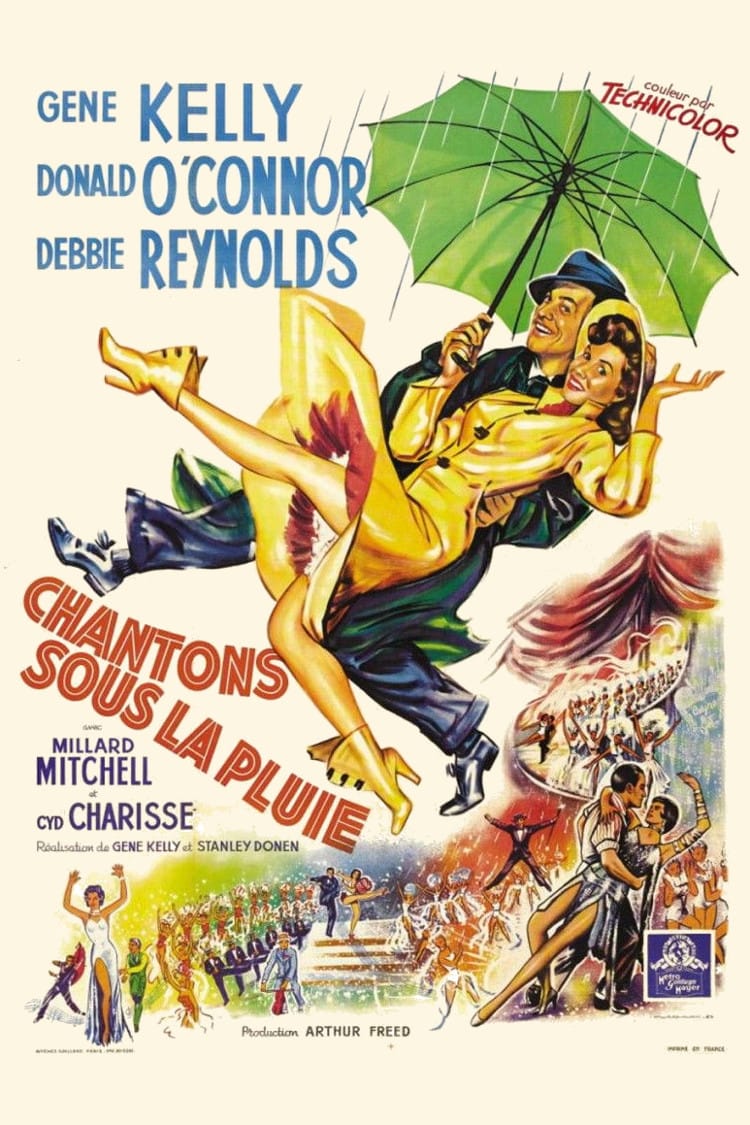 couleur par
TECHNICOLOR
GENE KELLY
DONALD O'CONNOR
DEBBIE REYNOLDS
CHANTONS
SOUS LA PLUIE
avec
MILLARD
MITCHELL
et
CYD CHARISSE
Réalisation de GENE KELLY et STANLEY DONEN
Metro
Goldwyn
Mayer
Production ARTHUR FREED
IMPRIMÉ EN FRANCE